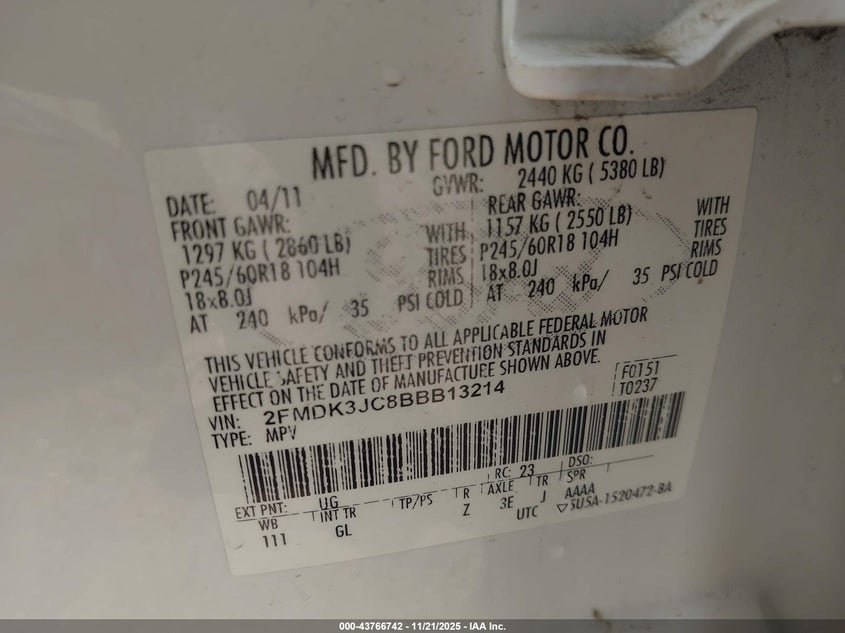 MFD. BY FORD MOTOR CO.
DATE: 04/11
GVWR: 2440 KG ( 5380 LB)
FRONT GAWR:
1297 KG ( 2860 LB) WITH
P245/60R18 104H TIRES
18x8.0J RIMS
AT 240 kPa/ 35 PSI COLD
REAR GAWR:
1157 KG ( 2550 LB) WITH
P245/60R18 104H TIRES
18x8.0J RIMS
AT 240 kPa/ 35 PSI COLD
THIS VEHICLE CONFORMS TO ALL APPLICABLE FEDERAL MOTOR
VEHICLE SAFETY AND THEFT PREVENTION STANDARDS IN
EFFECT ON THE DATE OF MANUFACTURE SHOWN ABOVE.
VIN: 2FMDK3JC8BBB13214
TYPE: MPV
F0151
T0237
EXT PNT: UG RC: 23 DSO:
WB INT TR TP/PS R AXLE TR SPR
111 GL Z 3E J AAAA
UTC ▽5U5A-1520472-BA
000-43766742 - 11/21/2025 - IAA Inc.